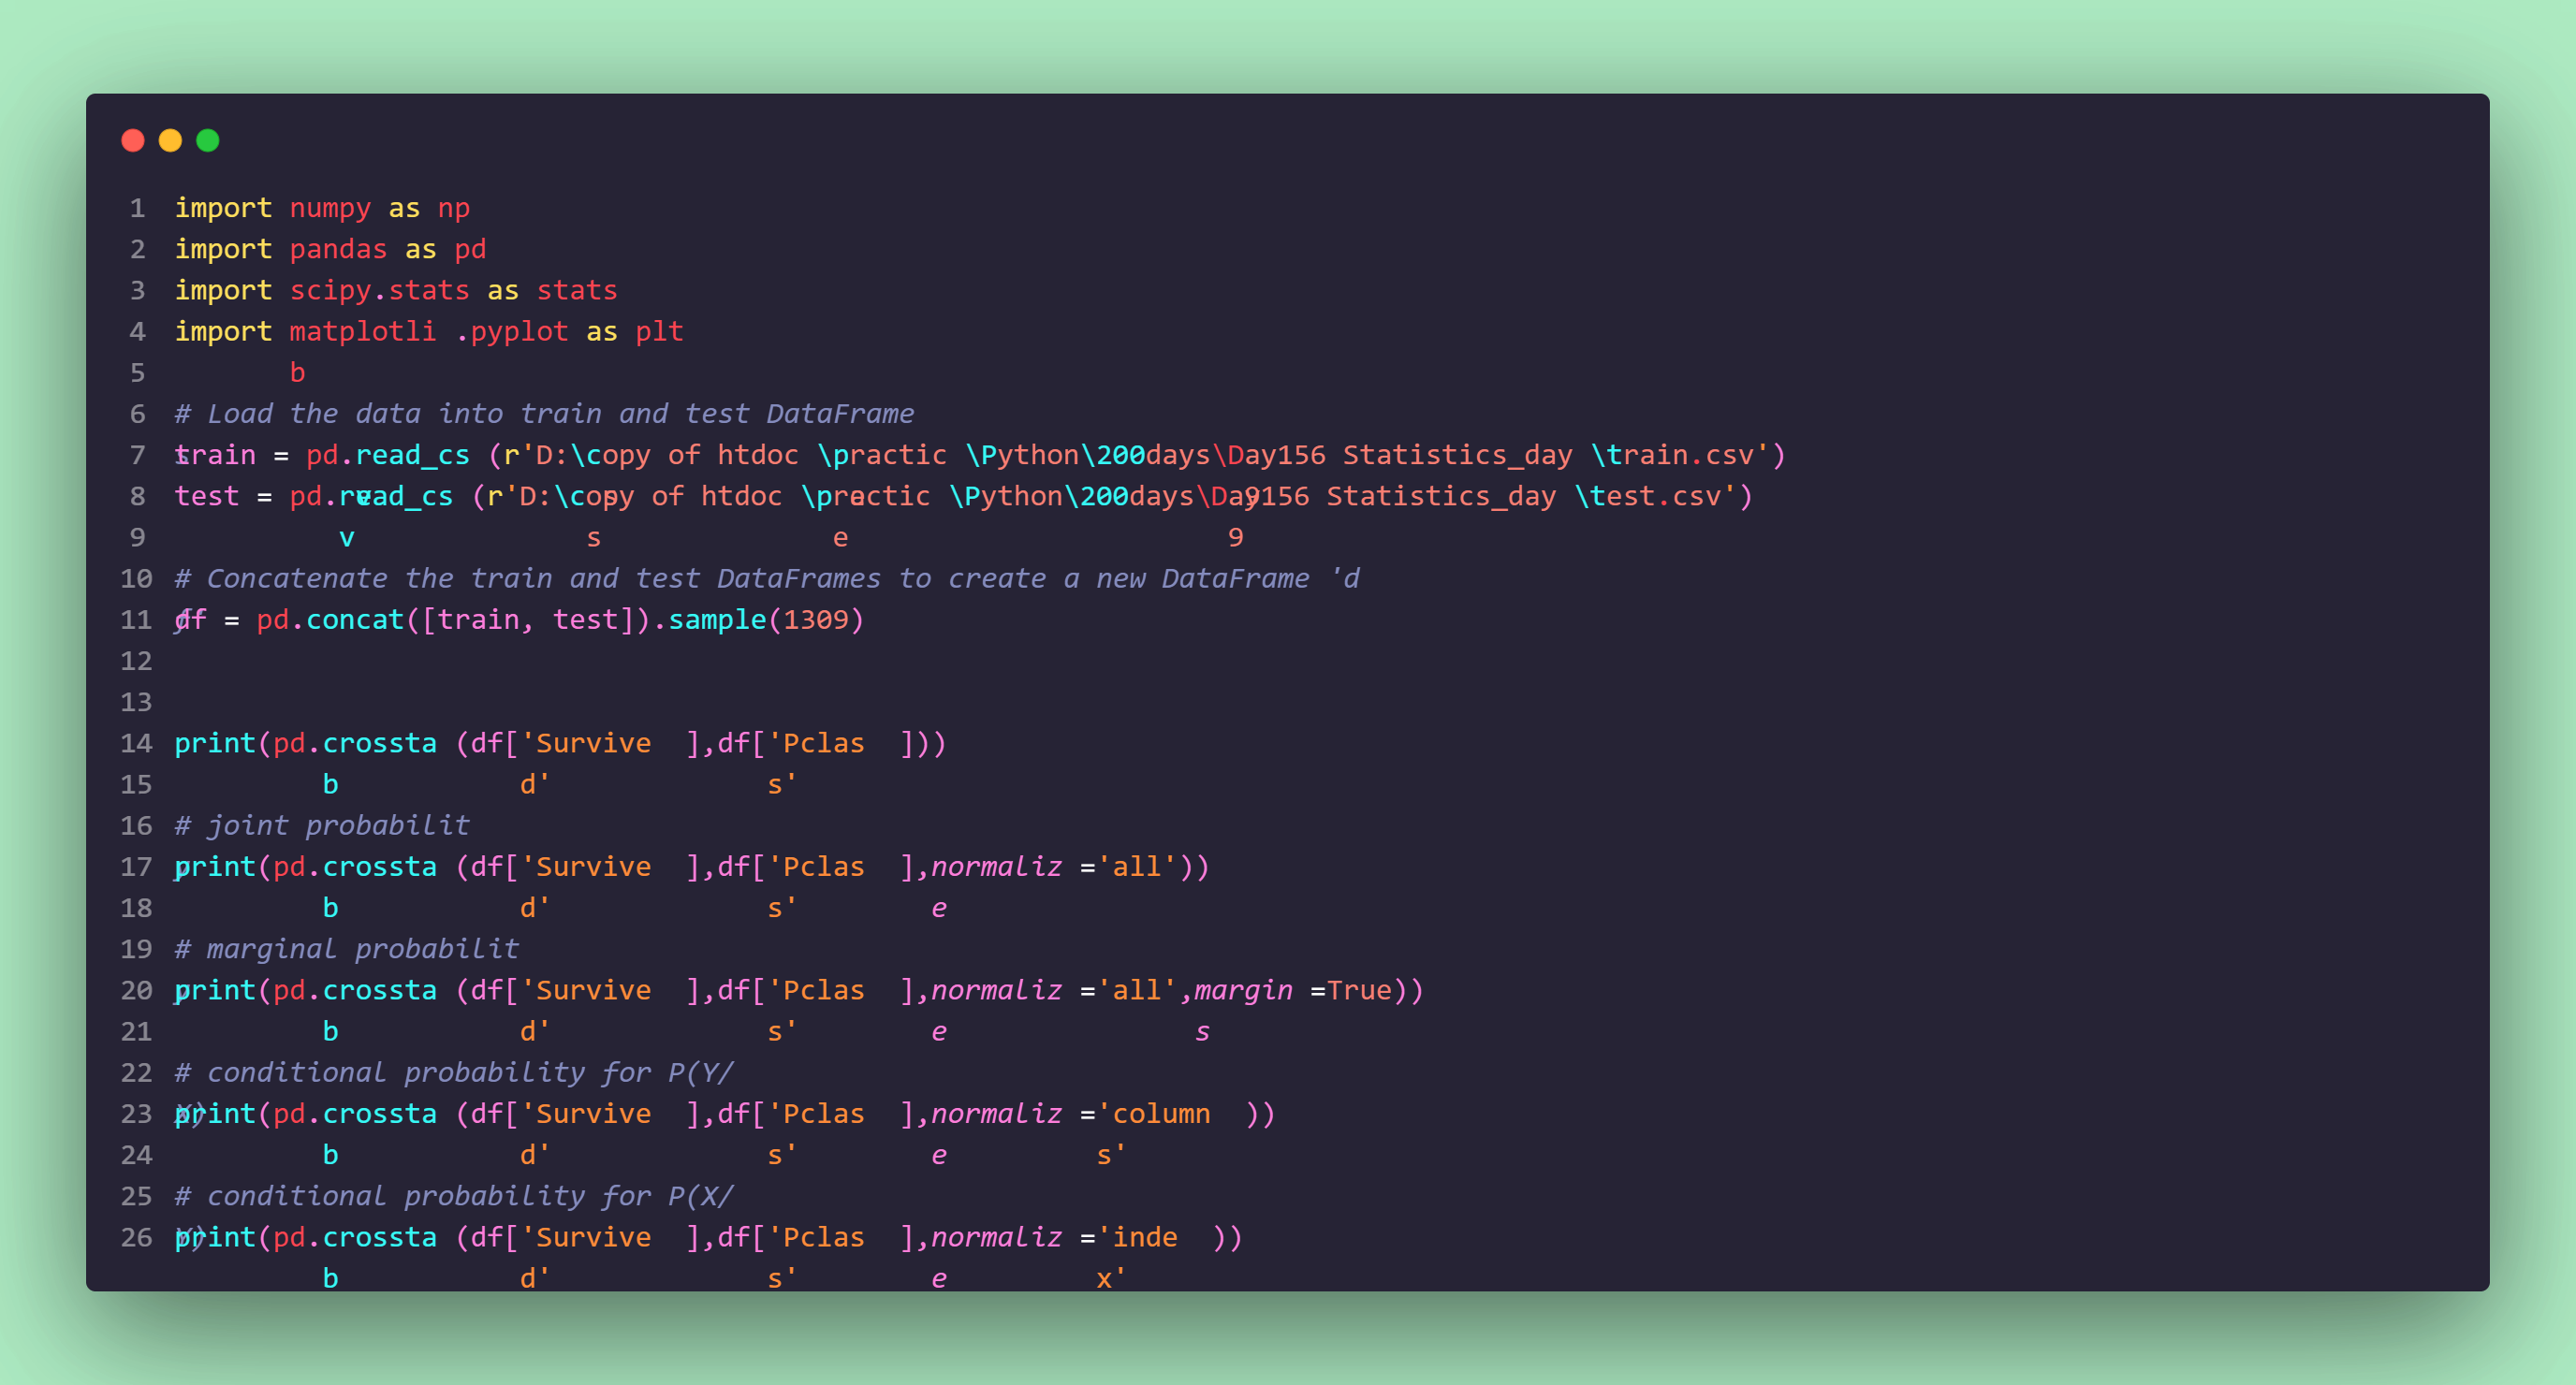 1 import numpy as np
2 import pandas as pd
3 import scipy.stats as stats
4 import matplotli .pyplot as plt
5 b
6 # Load the data into train and test DataFrame
s
7 train = pd.read_cs (r'D:\copy of htdoc \practic \Python\200days\Day156 Statistics_day \train.csv')
v s e 9
8 test = pd.read_cs (r'D:\copy of htdoc \practic \Python\200days\Day156 Statistics_day \test.csv')
9 v s e 9
10 # Concatenate the train and test DataFrames to create a new DataFrame 'd
f'
11 df = pd.concat([train, test]).sample(1309)
12
13
14 print(pd.crossta (df['Survive  ],df['Pclas  ]))
15 b d' s'
16 # joint probabilit
y
17 print(pd.crossta (df['Survive  ],df['Pclas  ],normaliz ='all'))
18 b d' s' e
19 # marginal probabilit
y
20 print(pd.crossta (df['Survive  ],df['Pclas  ],normaliz ='all',margin =True))
21 b d' s' e s
22 # conditional probability for P(Y/
X)
23 print(pd.crossta (df['Survive  ],df['Pclas  ],normaliz ='column  ))
24 b d' s' e s'
25 # conditional probability for P(X/
Y)
26 print(pd.crossta (df['Survive  ],df['Pclas  ],normaliz ='inde  ))
b d' s' e x'